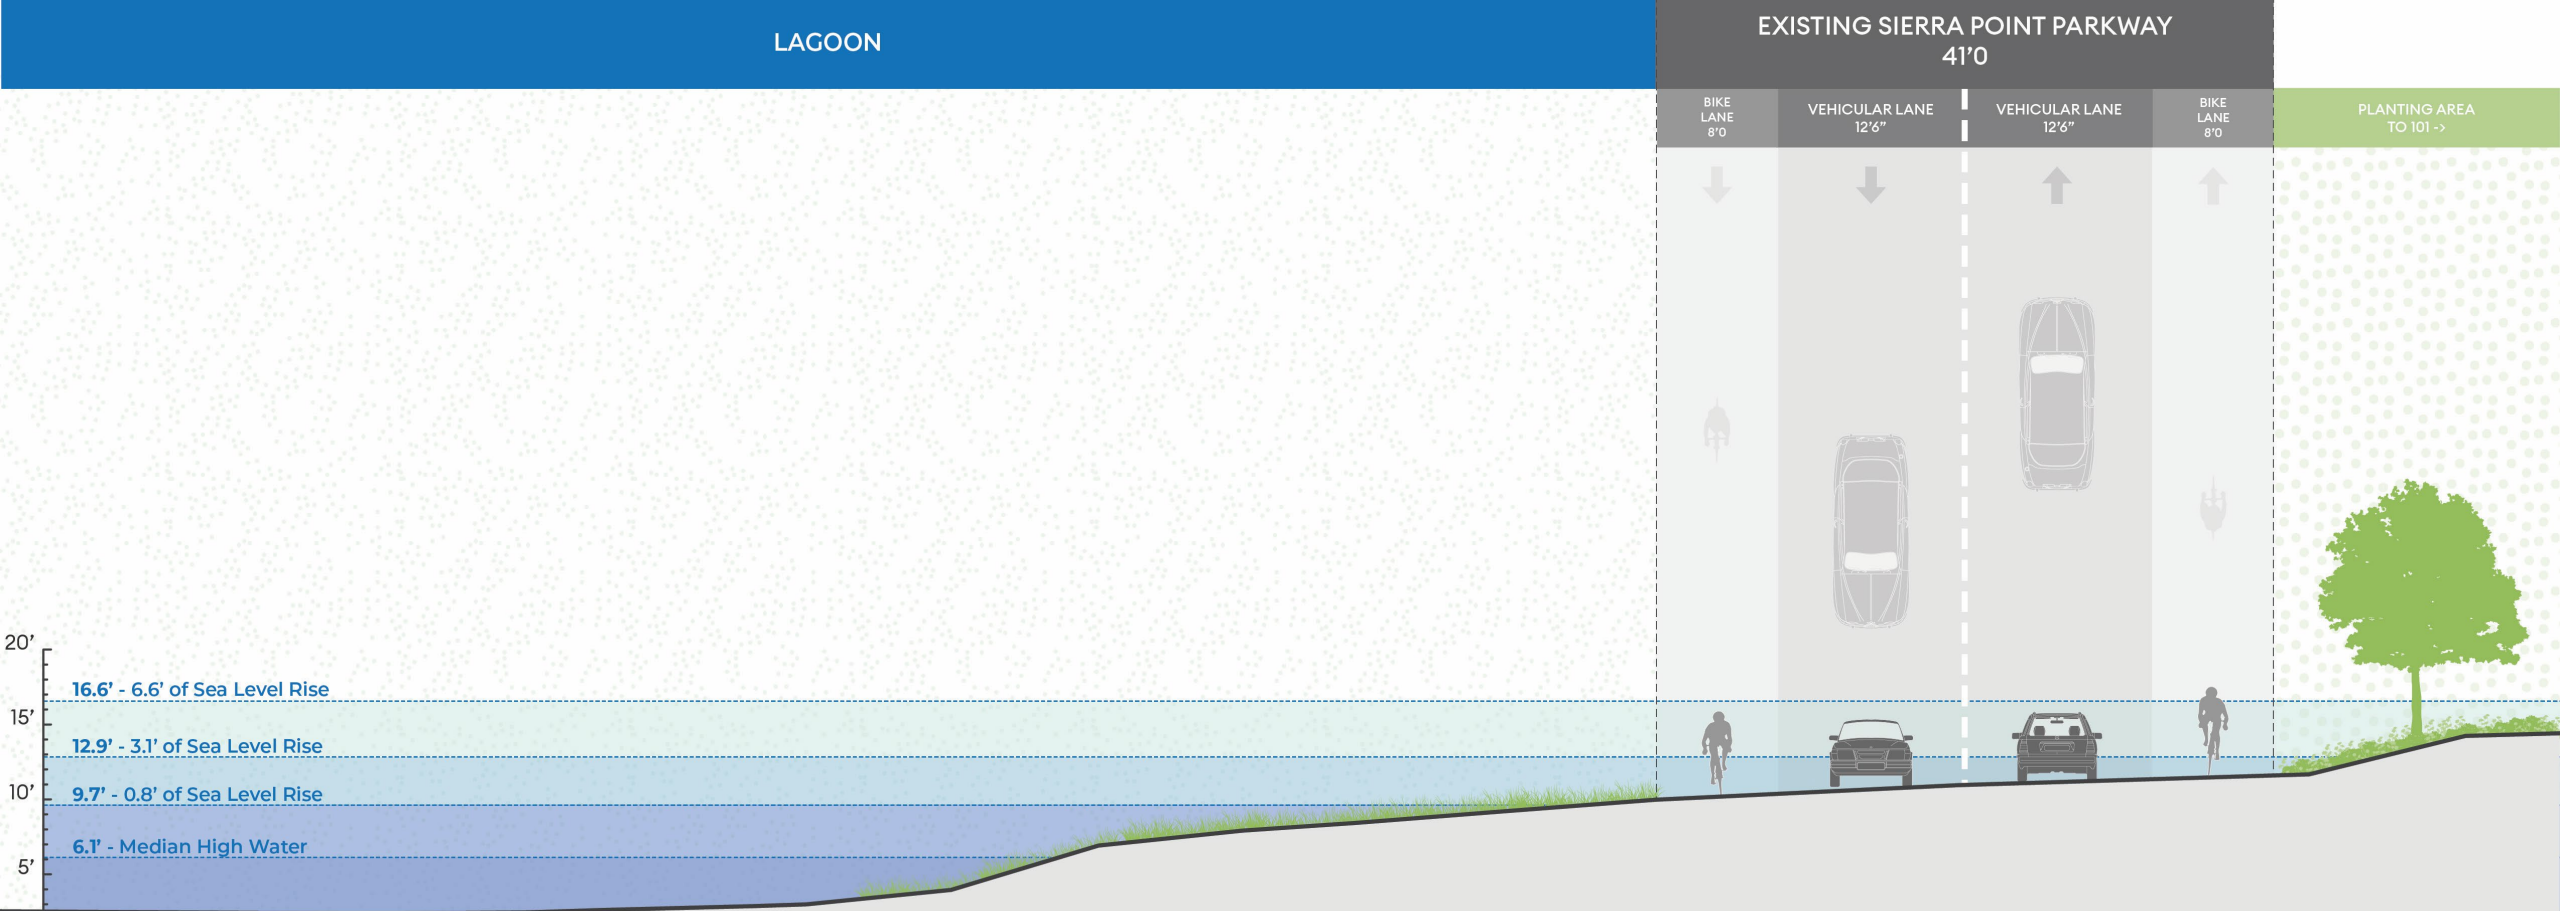 LAGOON
EXISTING SIERRA POINT PARKWAY
41’0
BIKE
LANE
8’0
VEHICULAR LANE
12’6”
VEHICULAR LANE
12’6”
BIKE
LANE
8’0
PLANTING AREA
TO 101 ->
20’
16.6’ - 6.6’ of Sea Level Rise
15’
12.9’ - 3.1’ of Sea Level Rise
10’
9.7’ - 0.8’ of Sea Level Rise
6.1’ - Median High Water
5’